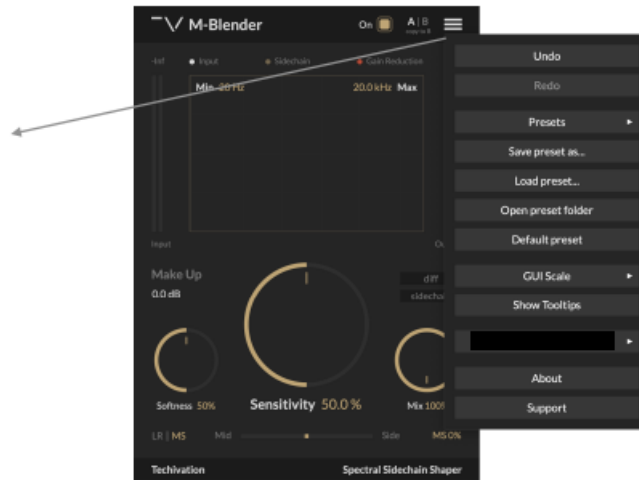 M-Blender On A | B
copy to B
-Inf Input Sidechain Gain Reduction
Min 20 Hz 20.0 kHz Max
Input
Make Up
0.0 dB
diff
Softness 50% Sensitivity 50.0 % Mix
LR | MS Mid Side MS 0%
Techivation Spectral Sidechain Shaper
Undo
Redo
Presets
Save preset as...
Load preset...
Open preset folder
Default preset
GUI Scale
Show Tooltips
About
Support